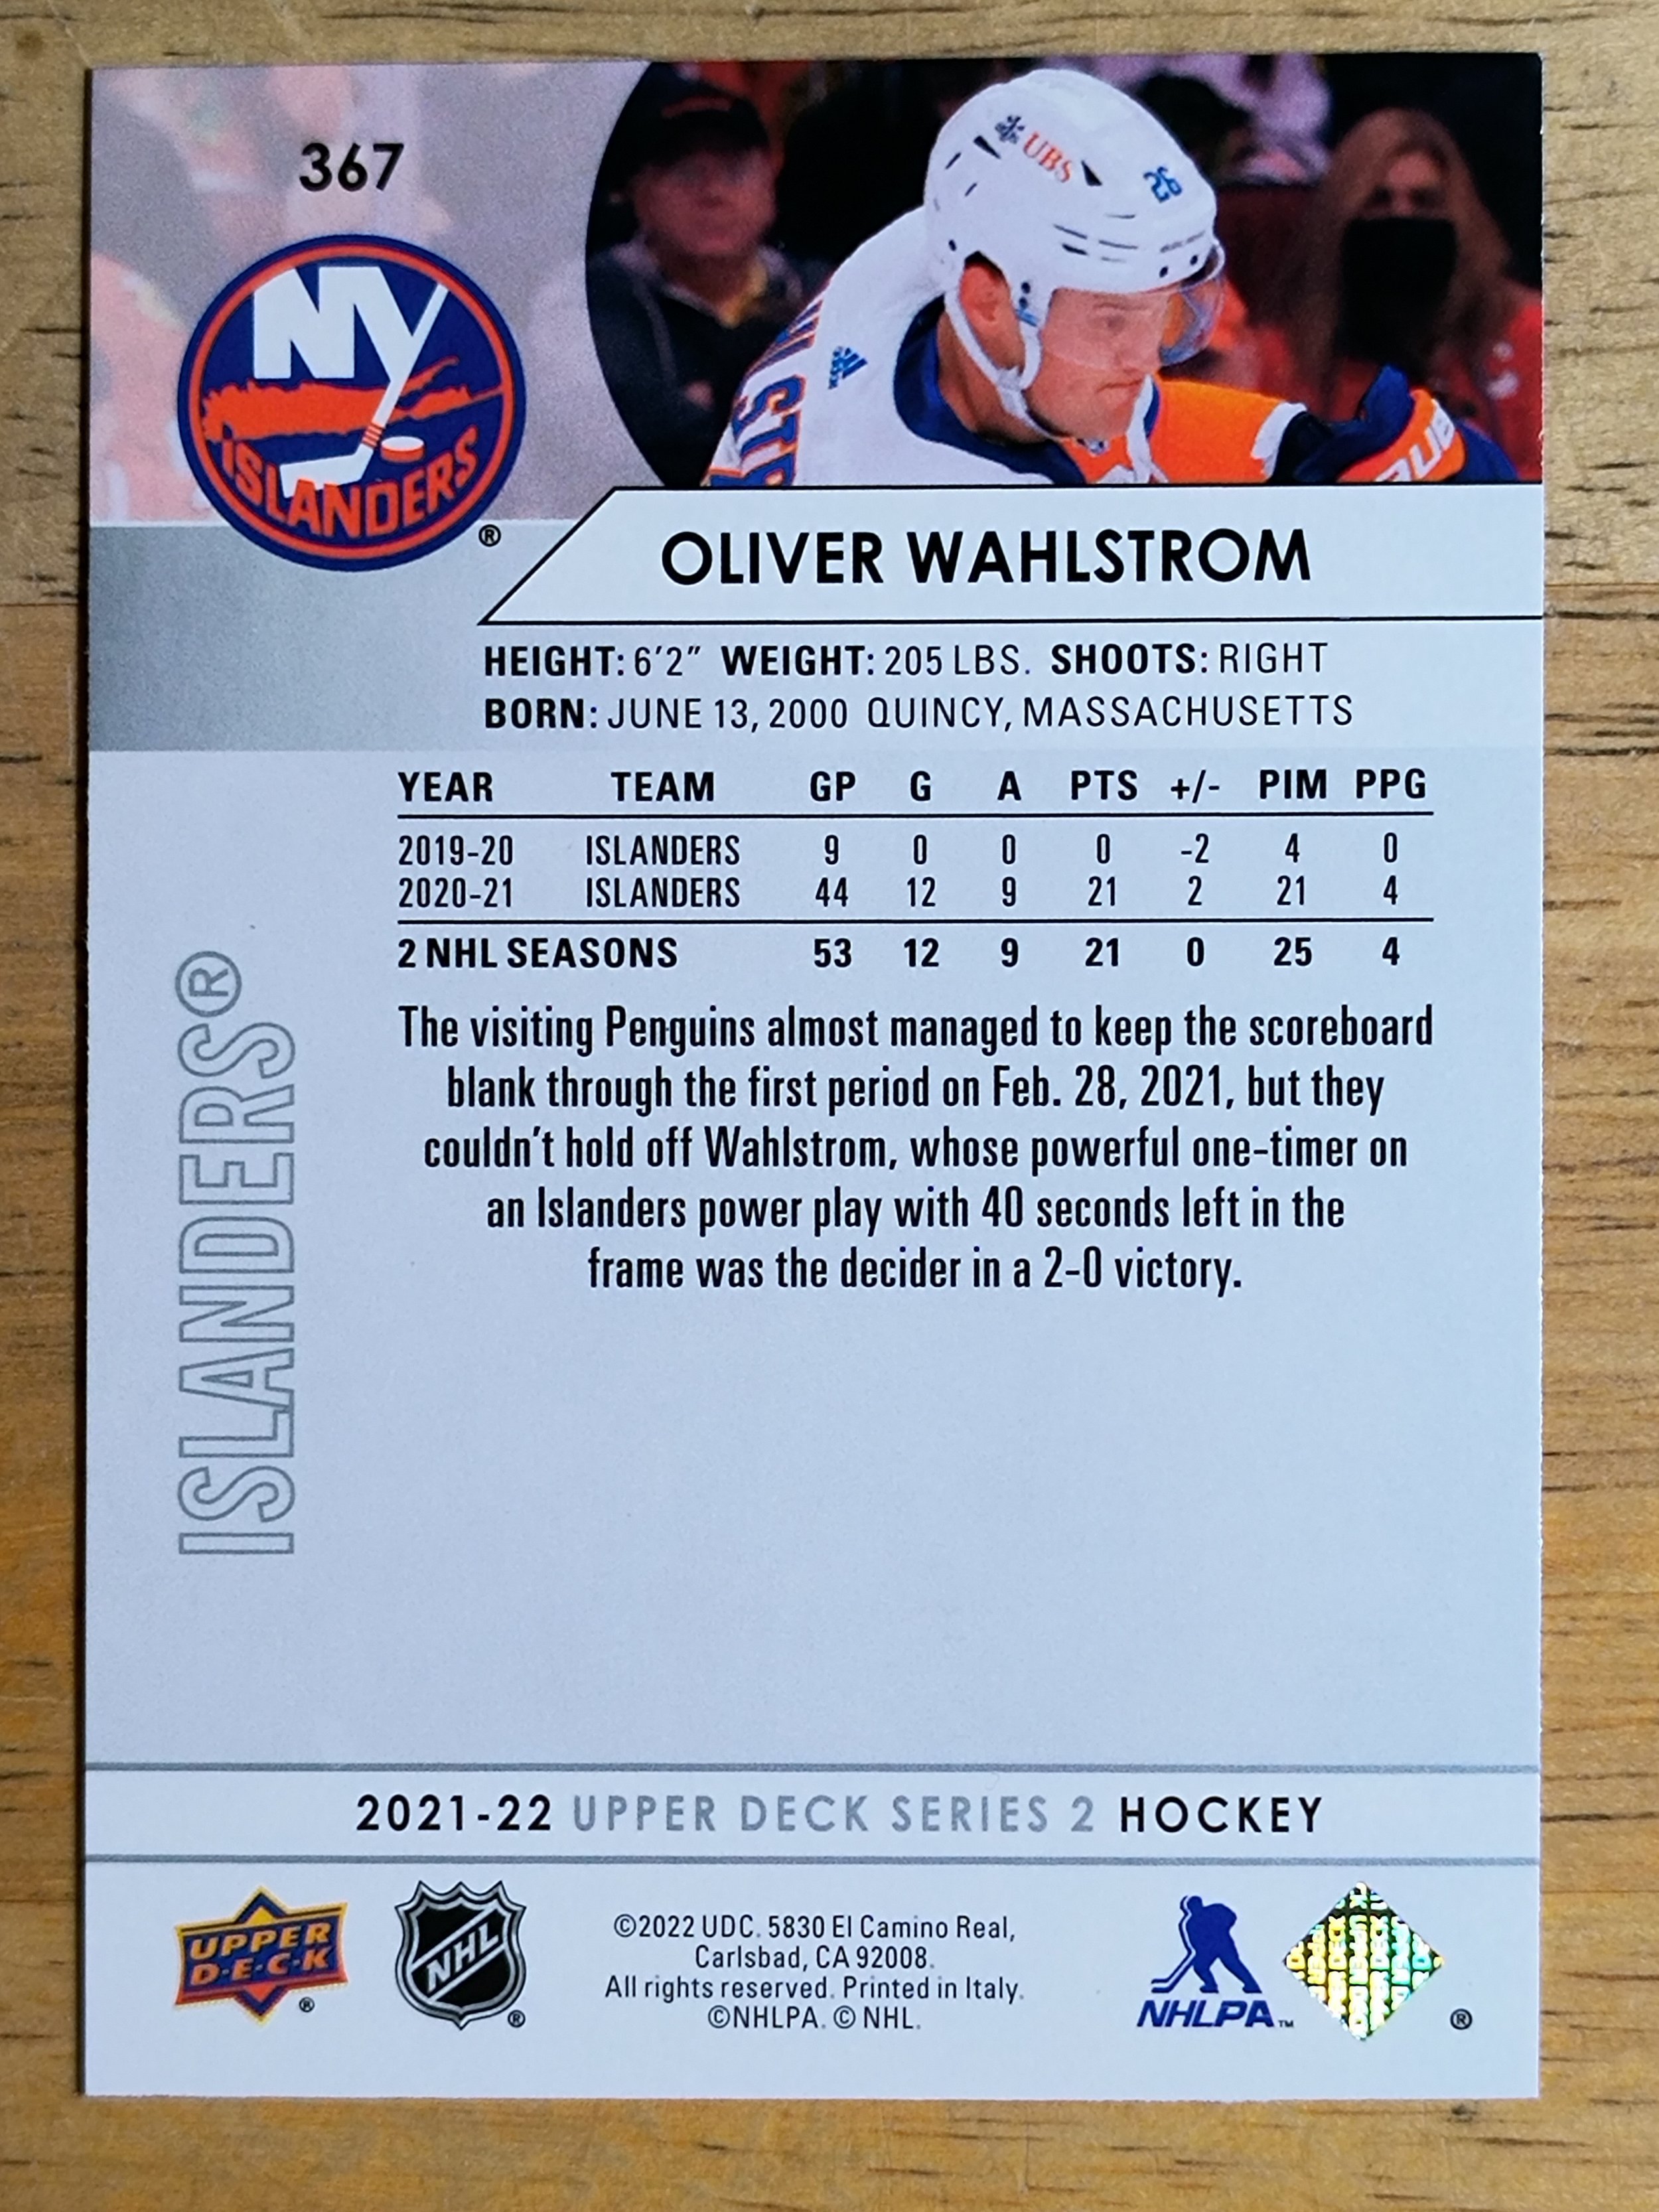 367
UBS
26
NY
ISLANDERS
®
OLIVER WAHLSTROM
HEIGHT: 6'2" WEIGHT: 205 LBS. SHOOTS: RIGHT
BORN: JUNE 13, 2000 QUINCY, MASSACHUSETTS
YEAR TEAM GP G A PTS +/- PIM PPG
2019-20 ISLANDERS 9 0 0 0 -2 4 0
2020-21 ISLANDERS 44 12 9 21 2 21 4
2 NHL SEASONS 53 12 9 21 0 25 4
ISLANDERS®
The visiting Penguins almost managed to keep the scoreboard
blank through the first period on Feb. 28, 2021, but they
couldn't hold off Wahlstrom, whose powerful one-timer on
an Islanders power play with 40 seconds left in the
frame was the decider in a 2-0 victory.
2021-22 UPPER DECK SERIES 2 HOCKEY
UPPER
D·E·C·K
®
NHL
®
©2022 UDC. 5830 El Camino Real,
Carlsbad, CA 92008.
All rights reserved. Printed in Italy.
©NHLPA. © NHL.
NHLPA™
®